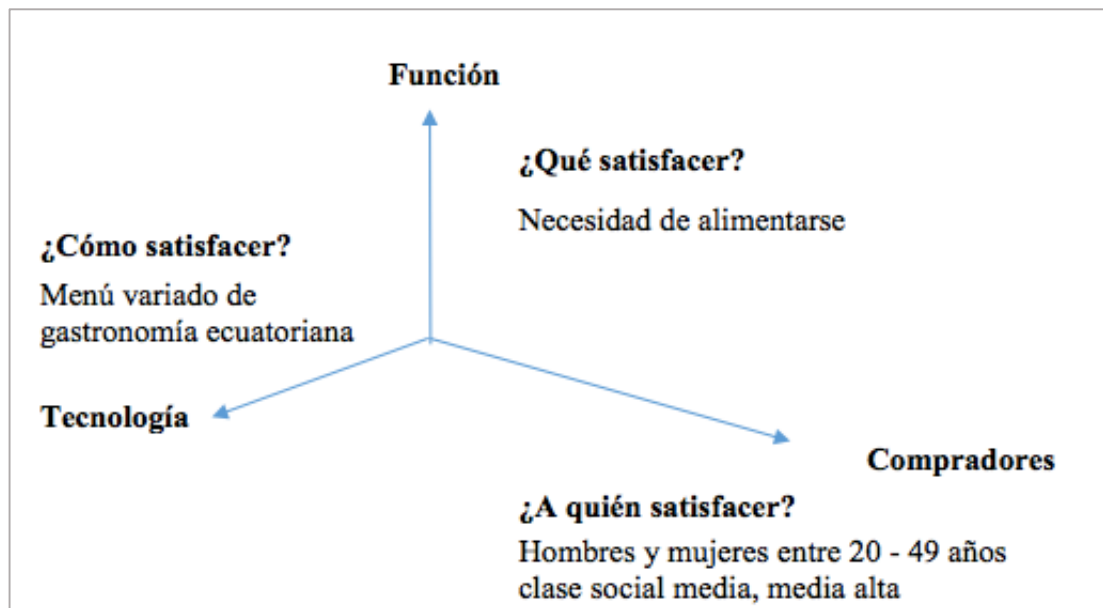 Función
¿Qué satisfacer?
Necesidad de alimentarse
¿Cómo satisfacer?
Menú variado de
gastronomía ecuatoriana
Tecnología
Compradores
¿A quién satisfacer?
Hombres y mujeres entre 20 - 49 años
clase social media, media alta